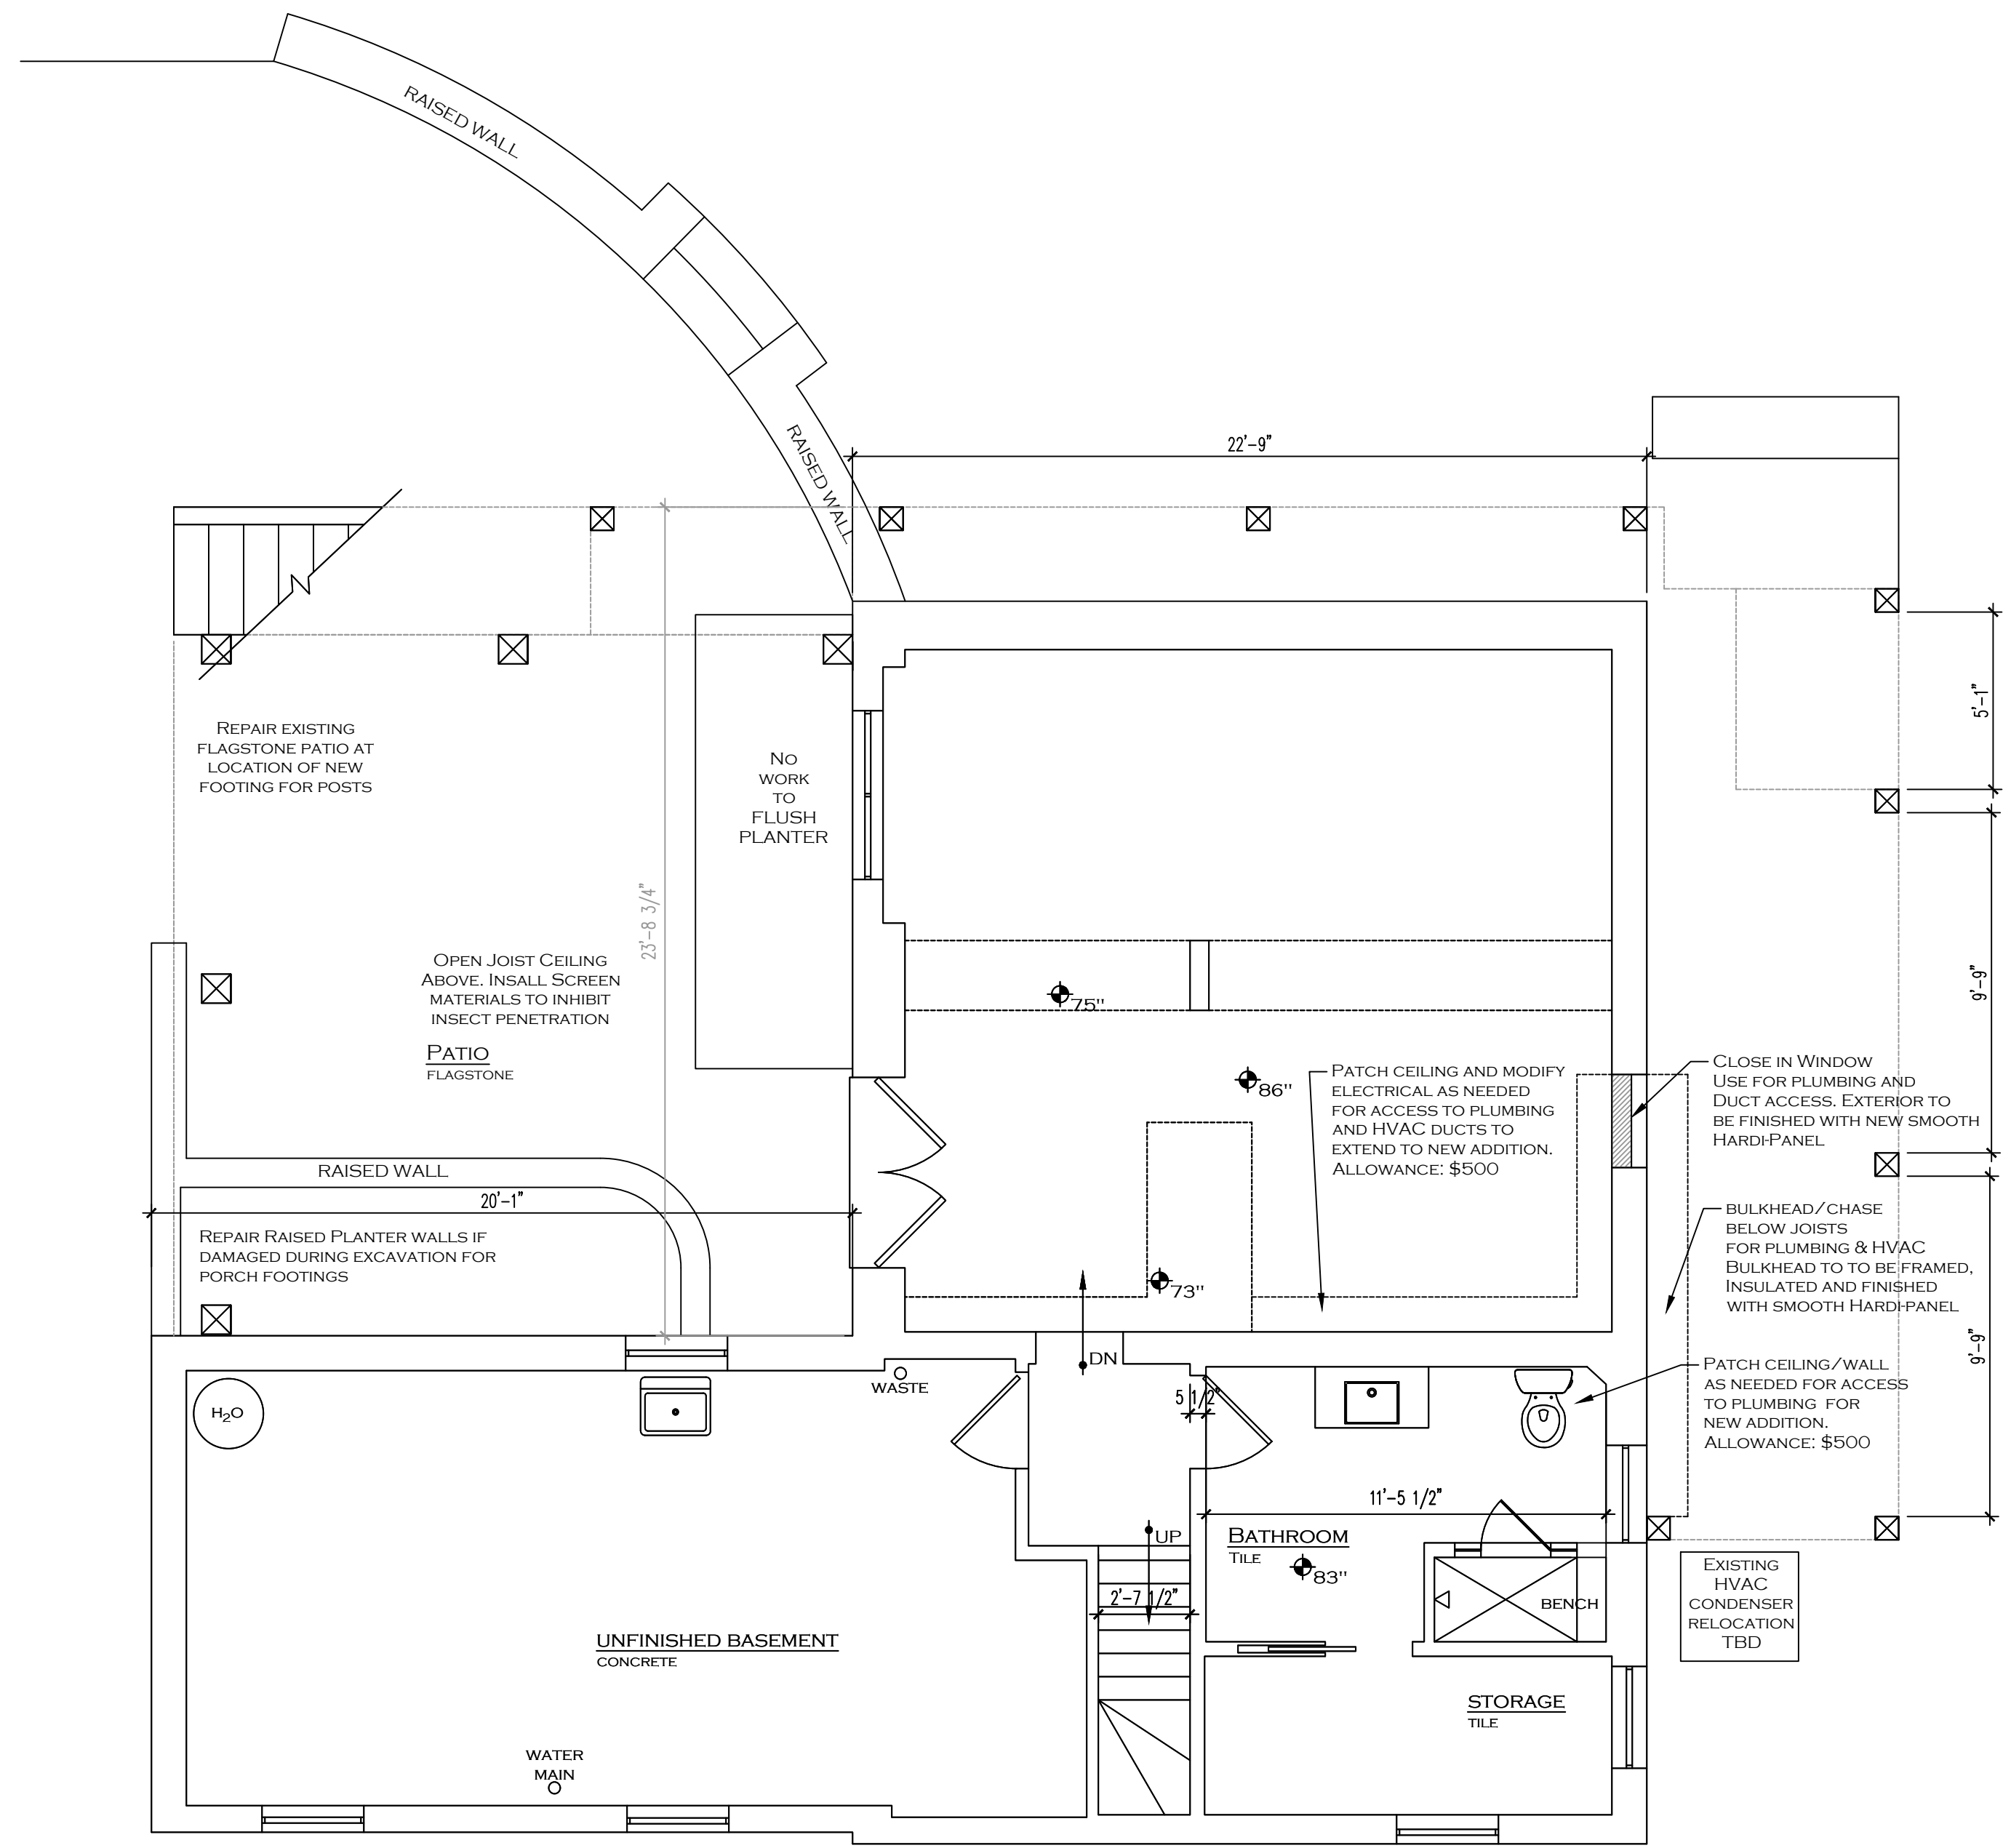 RAISED WALL
RAISED WALL
22'-9"
5'-1"
Repair existing
flagstone patio at
location of new
footing for posts
No
work
to
flush
planter
23'-8 3/4"
Open Joist Ceiling
Above. Insall Screen
materials to inhibit
insect penetration
Patio
flagstone
75"
86"
73"
Patch ceiling and modify
electrical as needed
for access to plumbing
and HVAC ducts to
extend to new addition.
Allowance: $500
9'-9"
Close in Window
Use for plumbing and
Duct access. Exterior to
be finished with new smooth
Hardi-Panel
RAISED WALL
20'-1"
Repair Raised Planter walls if
damaged during excavation for
porch footings
bulkhead/chase
below joists
for plumbing & HVAC
Bulkhead to to be framed,
Insulated and finished
with smooth Hardi-panel
9'-9"
Patch ceiling/wall
as needed for access
to plumbing for
new addition.
Allowance: $500
DN
WASTE
H2O
5 1/2"
11'-5 1/2"
UP
Bathroom
Tile
83"
2'-7 1/2"
BENCH
Existing
HVAC
condenser
relocation
TBD
UNFINISHED BASEMENT
CONCRETE
STORAGE
TILE
WATER
MAIN